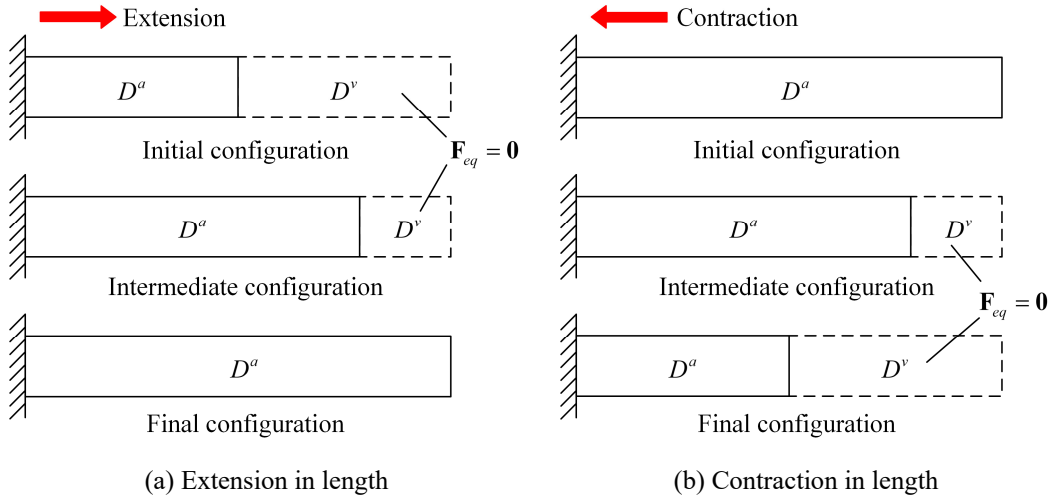 Extension
D^a
D^v
Initial configuration
F_eq = 0
D^a
D^v
Intermediate configuration
D^a
Final configuration
(a) Extension in length
Contraction
D^a
Initial configuration
D^a
D^v
Intermediate configuration
F_eq = 0
D^a
D^v
Final configuration
(b) Contraction in length